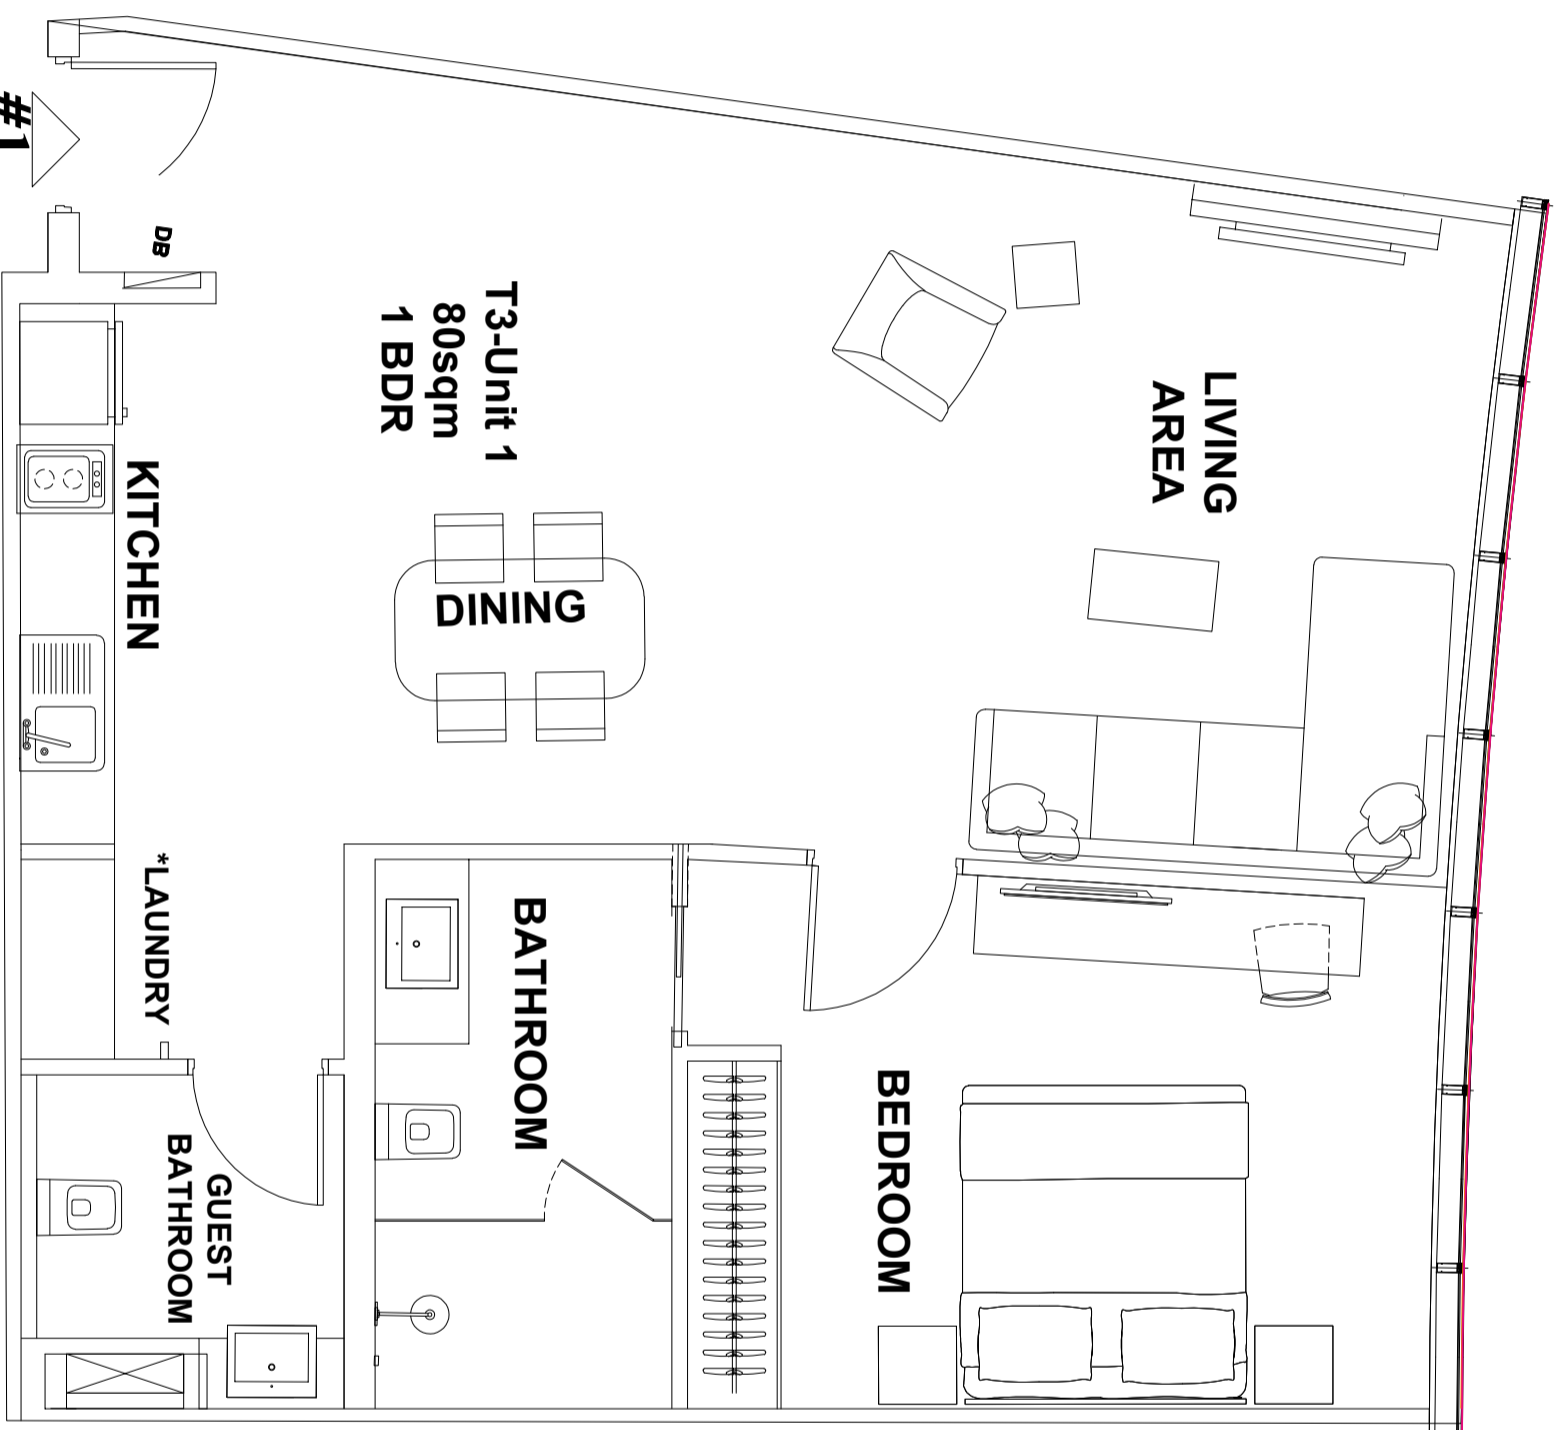 #1
DB
T3-Unit 1
80sqm
1 BDR
LIVING
AREA
KITCHEN
DINING
*LAUNDRY
BATHROOM
BEDROOM
GUEST
BATHROOM